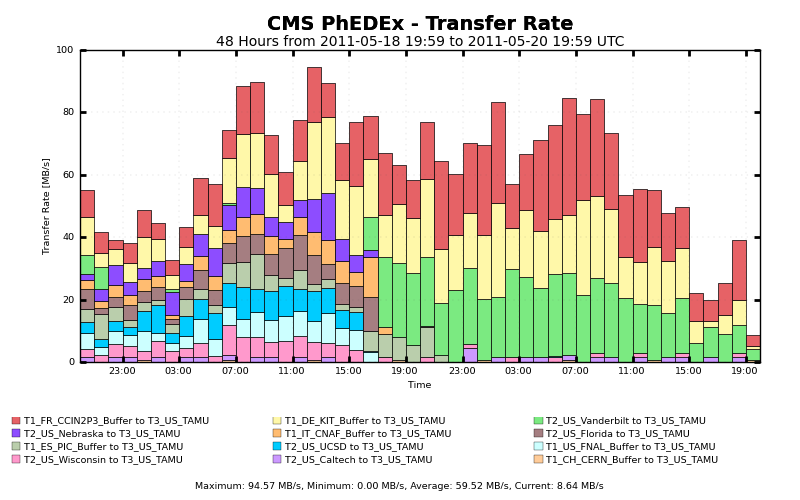 CMS PhEDEx - Transfer Rate
48 Hours from 2011-05-18 19:59 to 2011-05-20 19:59 UTC
100
80
60
40
20
0
Transfer Rate [MB/s]
23:00 03:00 07:00 11:00 15:00 19:00 23:00 03:00 07:00 11:00 15:00 19:00
Time
T1_FR_CCIN2P3_Buffer to T3_US_TAMU T1_DE_KIT_Buffer to T3_US_TAMU T2_US_Vanderbilt to T3_US_TAMU
T2_US_Nebraska to T3_US_TAMU T1_IT_CNAF_Buffer to T3_US_TAMU T2_US_Florida to T3_US_TAMU
T1_ES_PIC_Buffer to T3_US_TAMU T2_US_UCSD to T3_US_TAMU T1_US_FNAL_Buffer to T3_US_TAMU
T2_US_Wisconsin to T3_US_TAMU T2_US_Caltech to T3_US_TAMU T1_CH_CERN_Buffer to T3_US_TAMU
Maximum: 94.57 MB/s, Minimum: 0.00 MB/s, Average: 59.52 MB/s, Current: 8.64 MB/s